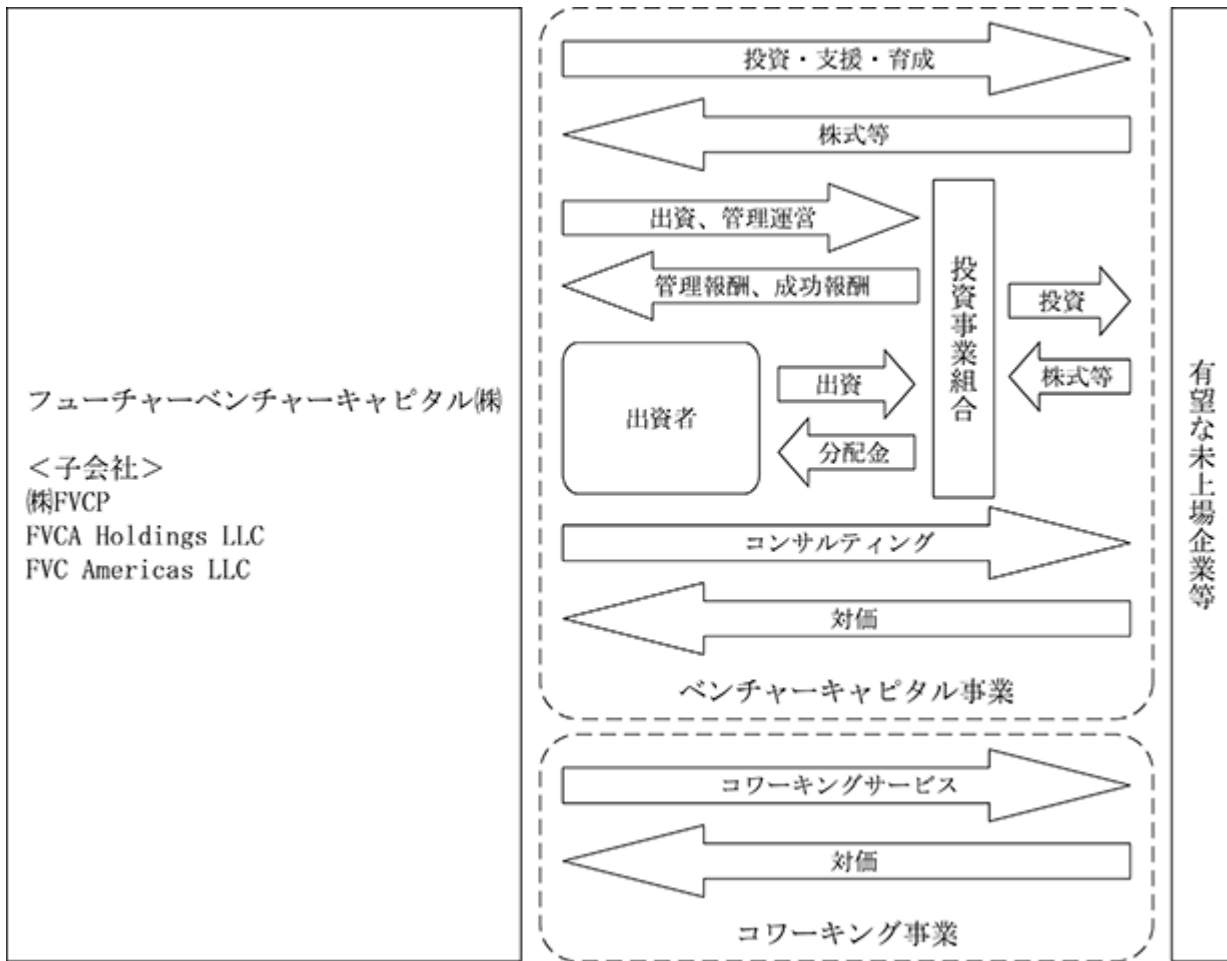 フューチャーベンチャーキャピタル㈱
＜子会社＞
㈱FVCP
FVCA Holdings LLC
FVC Americas LLC
投資・支援・育成
株式等
出資、管理運営
管理報酬、成功報酬
出資者
出資
分配金
投資事業組合
投資
株式等
コンサルティング
対価
ベンチャーキャピタル事業
コワーキングサービス
対価
コワーキング事業
有望な未上場企業等